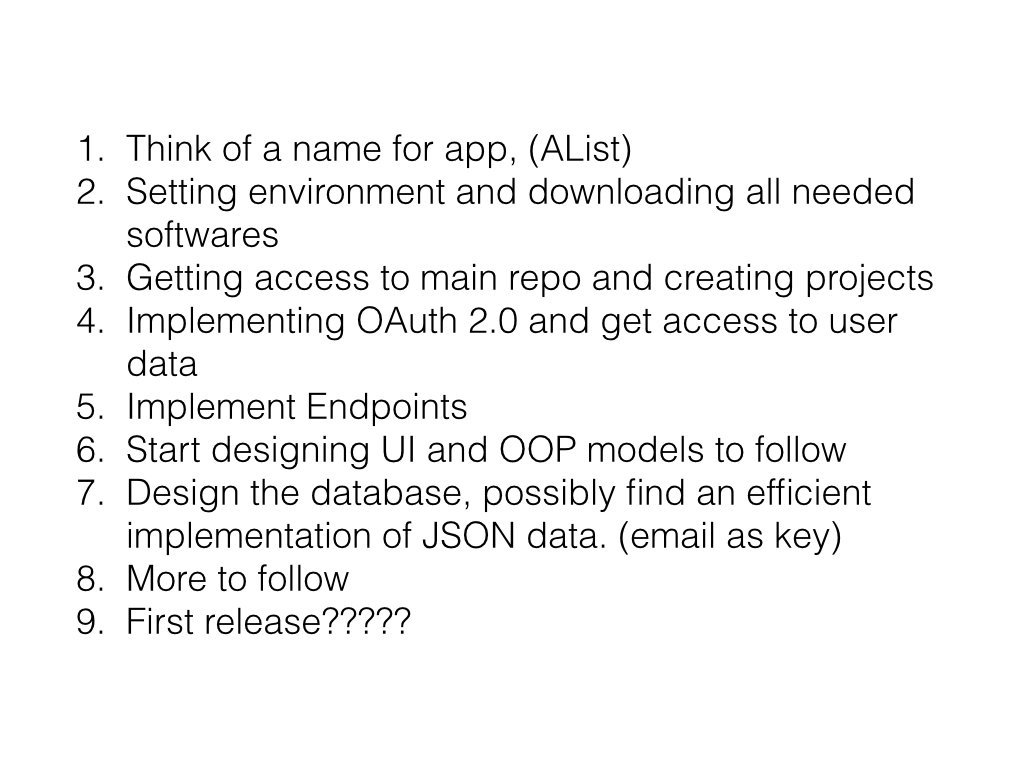 1. Think of a name for app, (AList)
2. Setting environment and downloading all needed
softwares
3. Getting access to main repo and creating projects
4. Implementing OAuth 2.0 and get access to user
data
5. Implement Endpoints
6. Start designing UI and OOP models to follow
7. Design the database, possibly find an efficient
implementation of JSON data. (email as key)
8. More to follow
9. First release?????